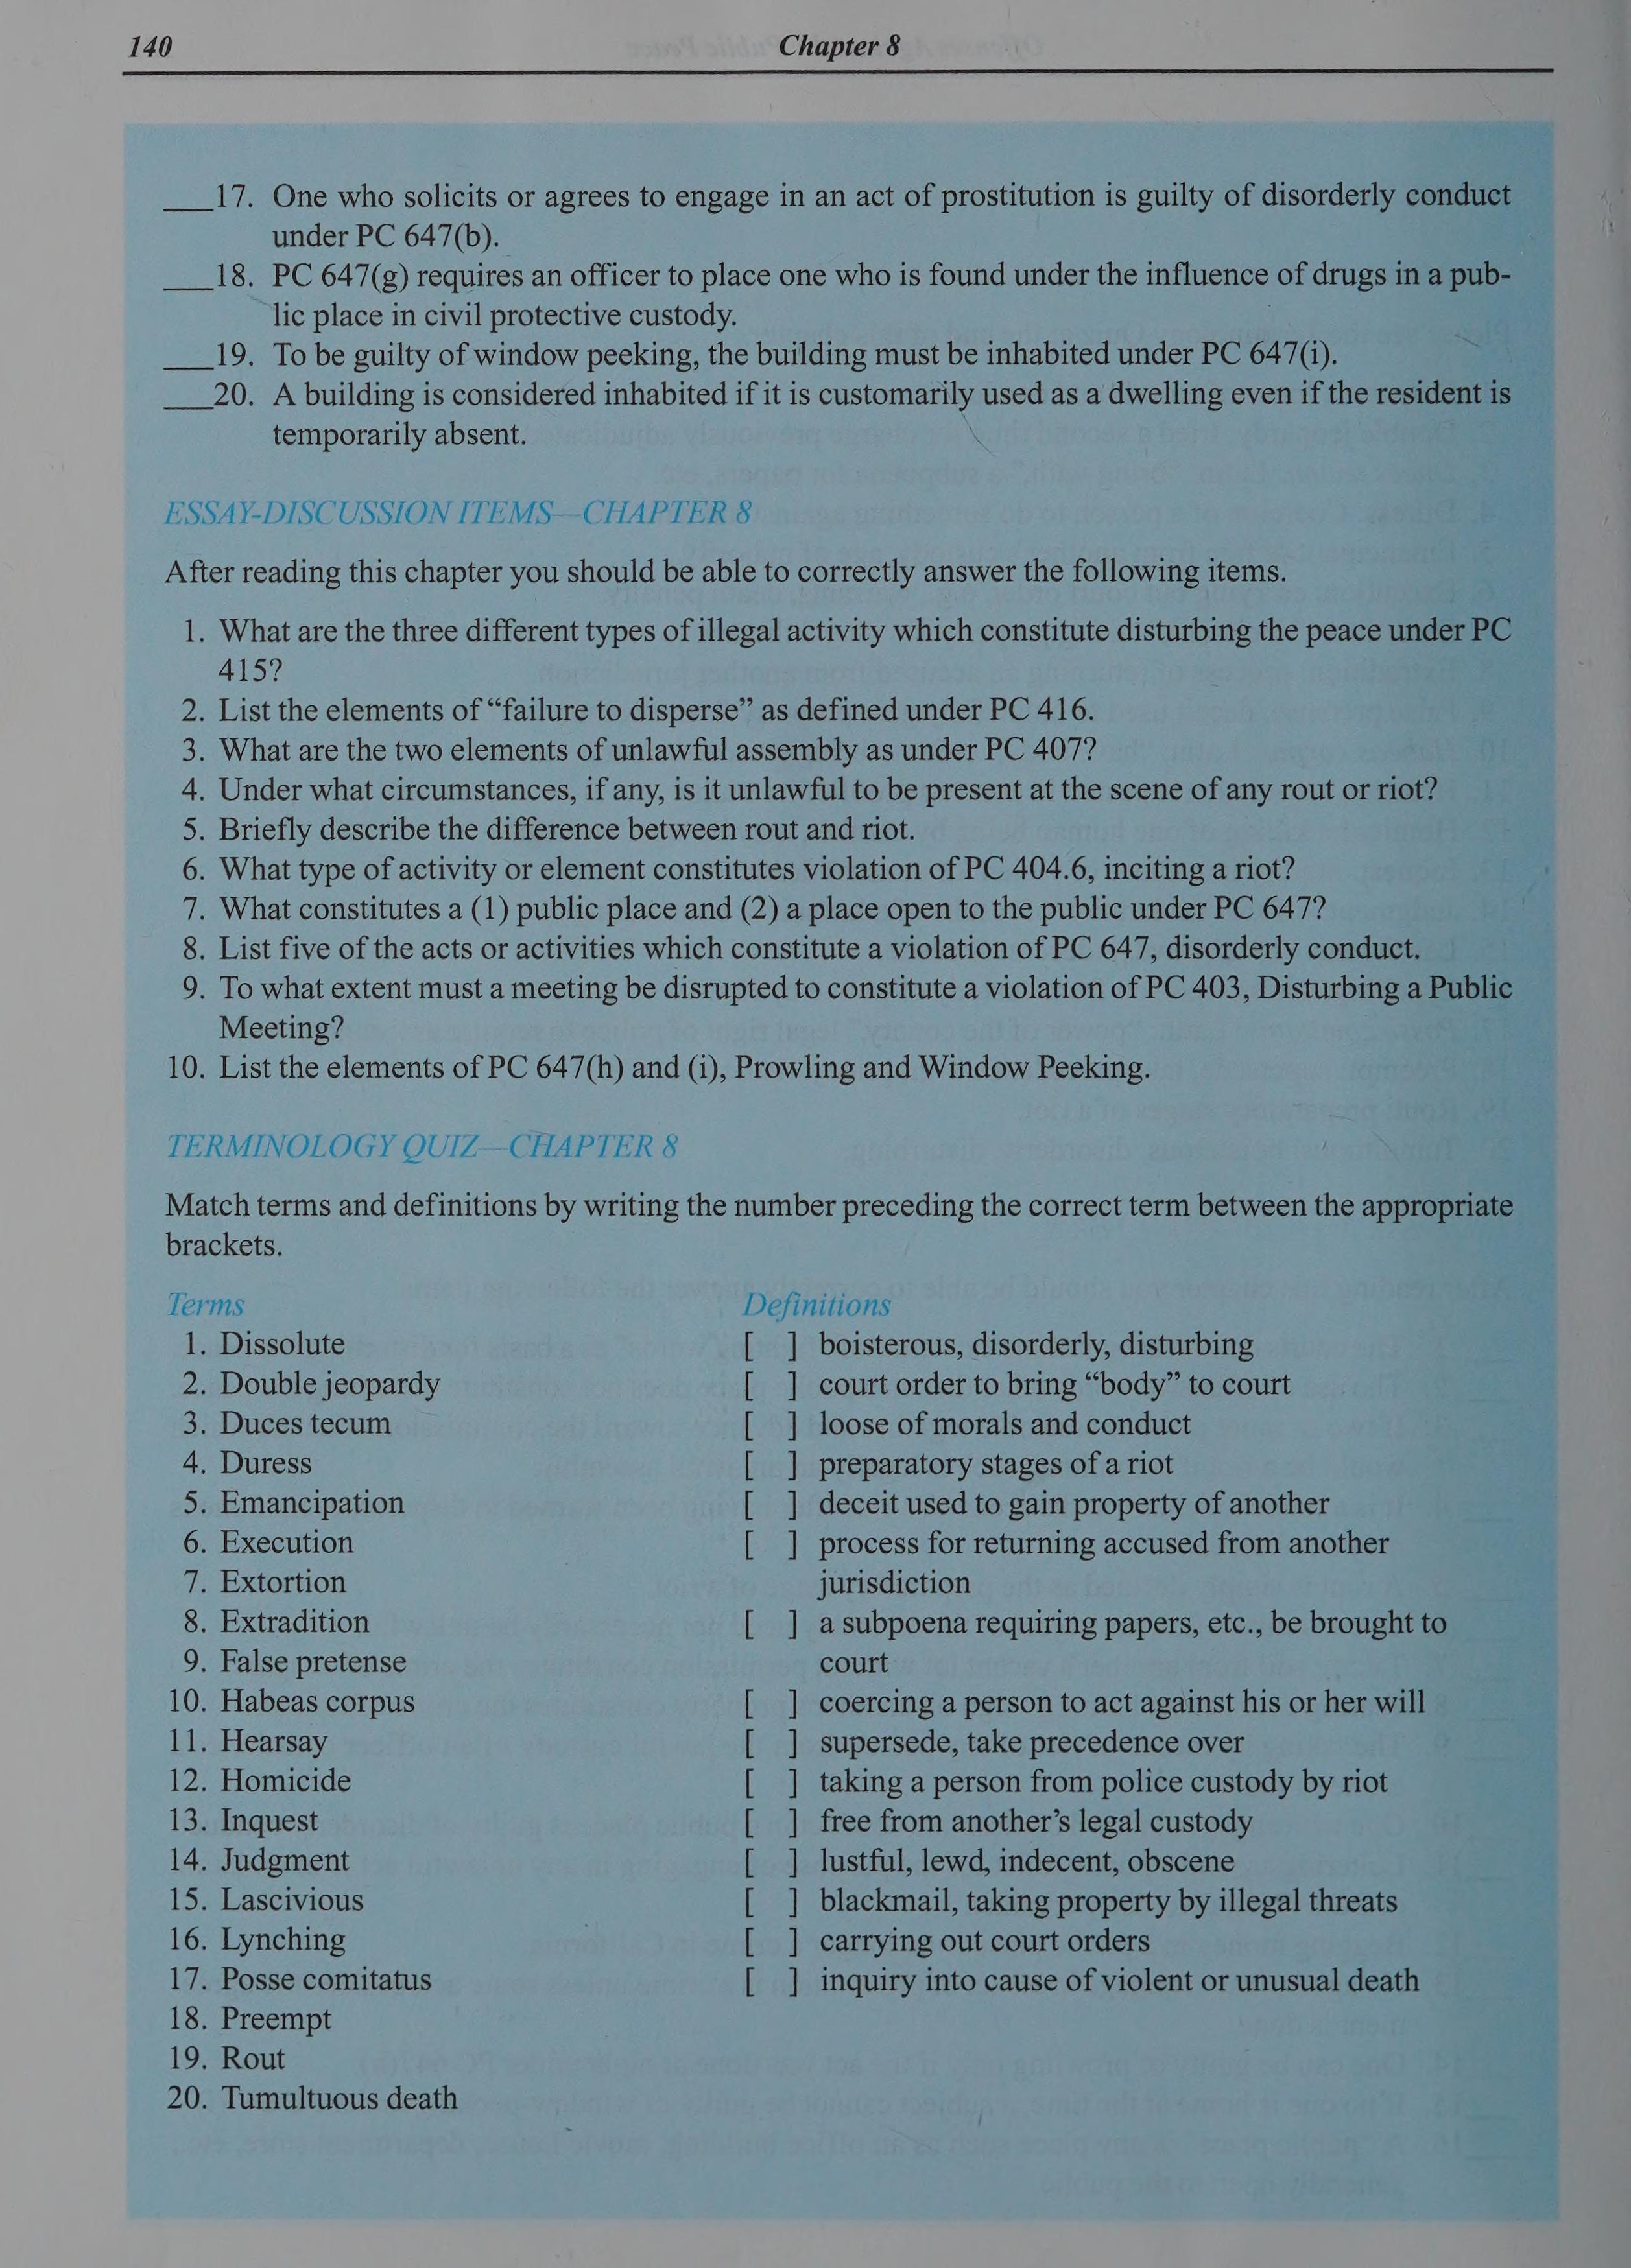 140
Chapter 8
___17. One who solicits or agrees to engage in an act of prostitution is guilty of disorderly conduct
under PC 647(b).
___18. PC 647(g) requires an officer to place one who is found under the influence of drugs in a pub-
lic place in civil protective custody.
___19. To be guilty of window peeking, the building must be inhabited under PC 647(i).
___20. A building is considered inhabited if it is customarily used as a dwelling even if the resident is
temporarily absent.
ESSAY-DISCUSSION ITEMS—CHAPTER 8
After reading this chapter you should be able to correctly answer the following items.
1. What are the three different types of illegal activity which constitute disturbing the peace under PC
415?
2. List the elements of “failure to disperse” as defined under PC 416.
3. What are the two elements of unlawful assembly as under PC 407?
4. Under what circumstances, if any, is it unlawful to be present at the scene of any rout or riot?
5. Briefly describe the difference between rout and riot.
6. What type of activity or element constitutes violation of PC 404.6, inciting a riot?
7. What constitutes a (1) public place and (2) a place open to the public under PC 647?
8. List five of the acts or activities which constitute a violation of PC 647, disorderly conduct.
9. To what extent must a meeting be disrupted to constitute a violation of PC 403, Disturbing a Public
Meeting?
10. List the elements of PC 647(h) and (i), Prowling and Window Peeking.
TERMINOLOGY QUIZ—CHAPTER 8
Match terms and definitions by writing the number preceding the correct term between the appropriate
brackets.
Terms
1. Dissolute
2. Double jeopardy
3. Duces tecum
4. Duress
5. Emancipation
6. Execution
7. Extortion
8. Extradition
9. False pretense
10. Habeas corpus
11. Hearsay
12. Homicide
13. Inquest
14. Judgment
15. Lascivious
16. Lynching
17. Posse comitatus
18. Preempt
19. Rout
20. Tumultuous death
Definitions
[ ] boisterous, disorderly, disturbing
[ ] court order to bring “body” to court
[ ] loose of morals and conduct
[ ] preparatory stages of a riot
[ ] deceit used to gain property of another
[ ] process for returning accused from another
jurisdiction
[ ] a subpoena requiring papers, etc., be brought to
court
[ ] coercing a person to act against his or her will
[ ] supersede, take precedence over
[ ] taking a person from police custody by riot
[ ] free from another’s legal custody
[ ] lustful, lewd, indecent, obscene
[ ] blackmail, taking property by illegal threats
[ ] carrying out court orders
[ ] inquiry into cause of violent or unusual death